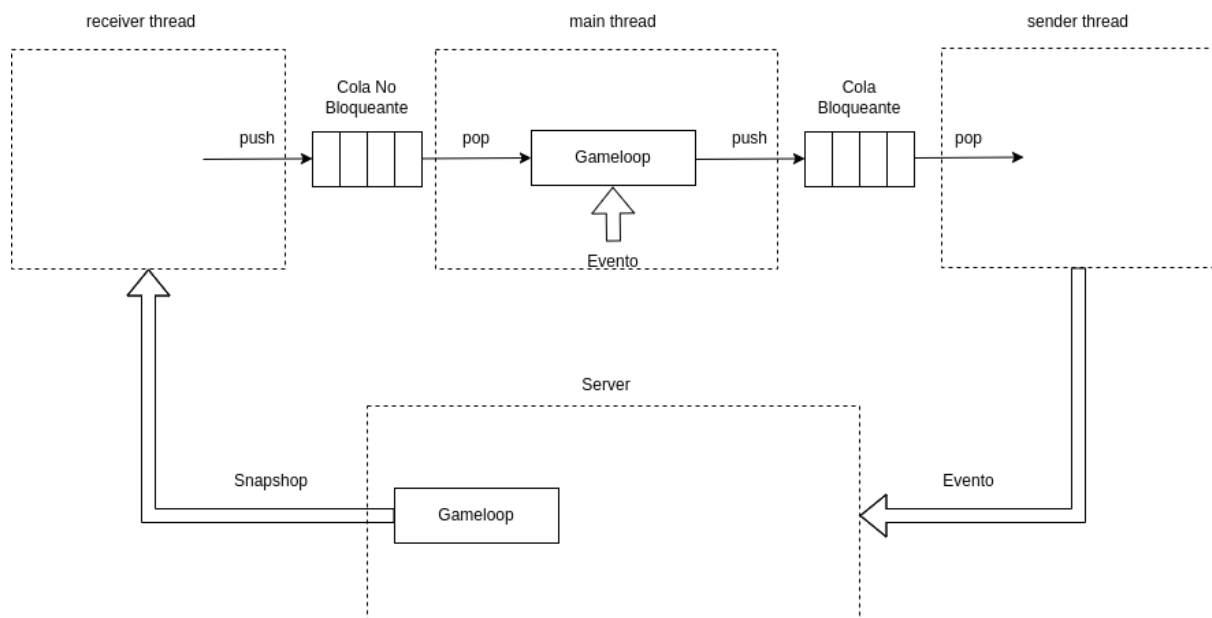 receiver thread
main thread
sender thread
Cola No
Bloqueante
Cola
Bloqueante
push
pop
Gameloop
push
pop
Evento
Server
Snapshop
Evento
Gameloop